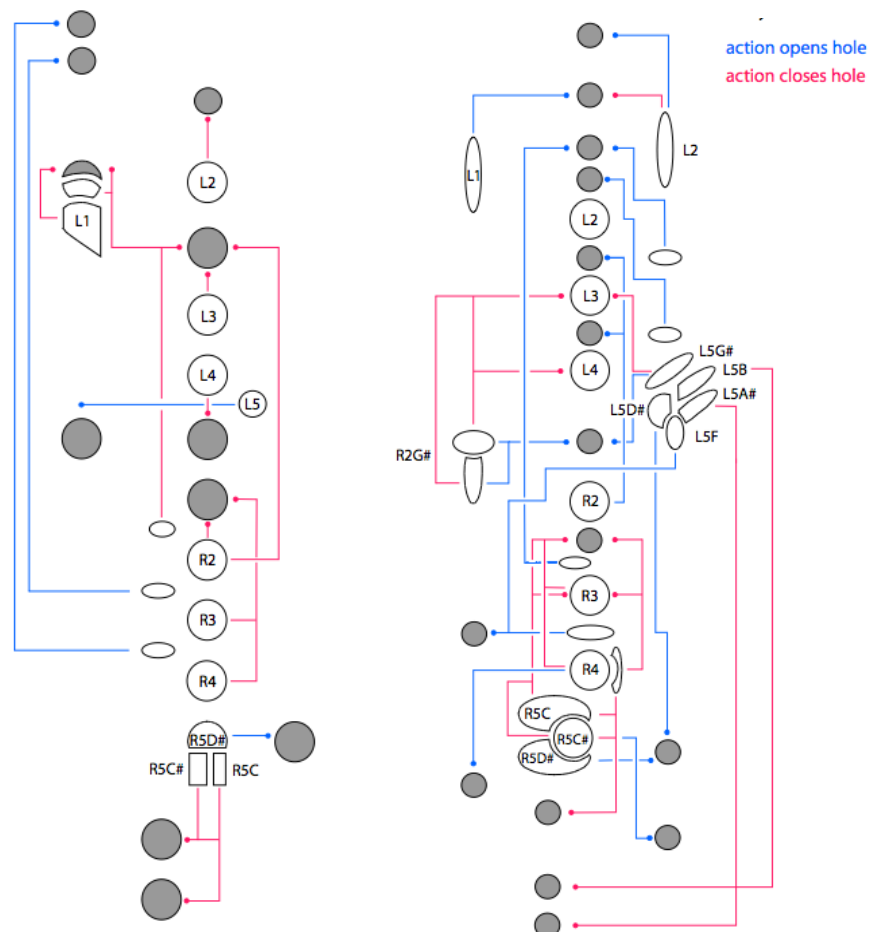 action opens hole
action closes hole
L2
L1
L3
L4
L5
R2
R3
R4
R5D#
R5C#
R5C
L1
L2
L2
L3
L4
L5G#
L5B
L5A#
L5D#
L5F
R2G#
R2
R3
R4
R5C
R5C#
R5D#